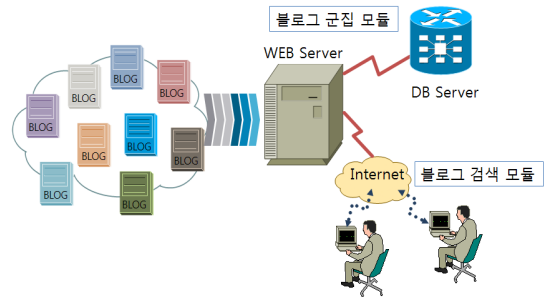 블로그 군집 모듈
WEB Server
DB Server
BLOG
BLOG
BLOG
BLOG
BLOG
BLOG
BLOG
BLOG
BLOG
Internet
블로그 검색 모듈